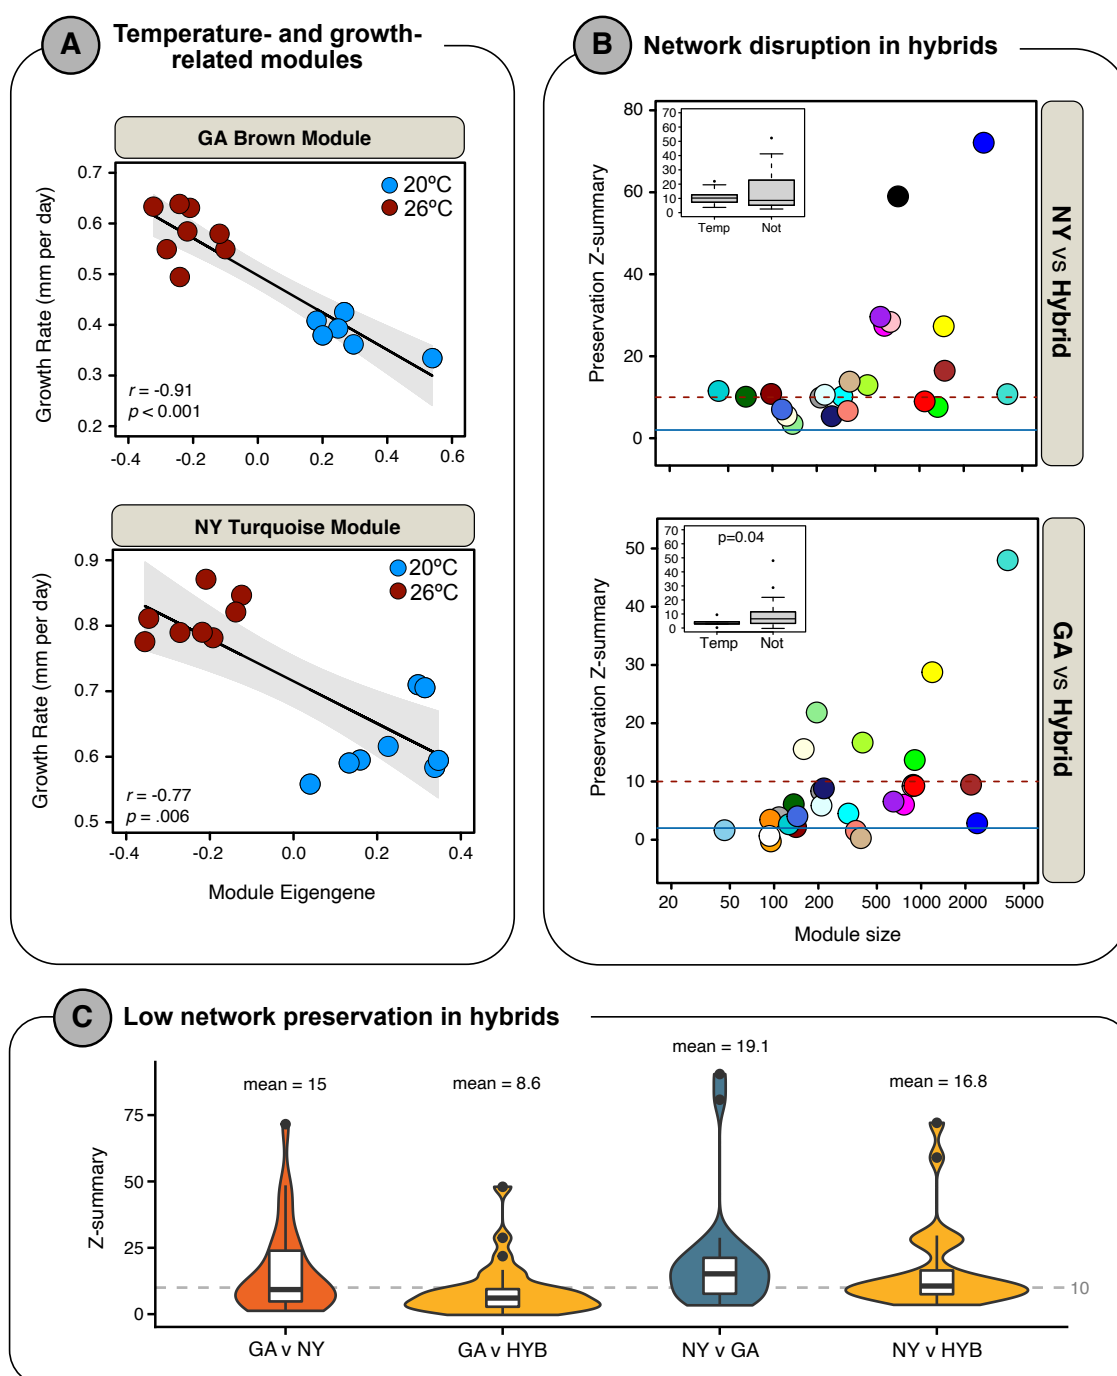 A
Temperature- and growth-
related modules
GA Brown Module
Growth Rate (mm per day)
0.7
0.6
0.5
0.4
0.3
0.2
20ºC
26ºC
r = -0.91
p < 0.001
-0.4
-0.2
0.0
0.2
0.4
0.6
NY Turquoise Module
Growth Rate (mm per day)
0.9
0.8
0.7
0.6
0.5
20ºC
26ºC
r = -0.77
p = .006
-0.4
-0.2
0.0
0.2
0.4
Module Eigengene
B
Network disruption in hybrids
Preservation Z-summary
80
60
40
20
0
70
60
50
40
30
20
10
0
Temp
Not
NY vs Hybrid
Preservation Z-summary
50
40
30
20
10
0
70
60
50
40
30
20
10
0
p=0.04
Temp
Not
GA vs Hybrid
20
50
100
200
500
1000
2000
5000
Module size
C
Low network preservation in hybrids
Z-summary
75
50
25
0
mean = 15
mean = 8.6
mean = 19.1
mean = 16.8
10
GA v NY
GA v HYB
NY v GA
NY v HYB